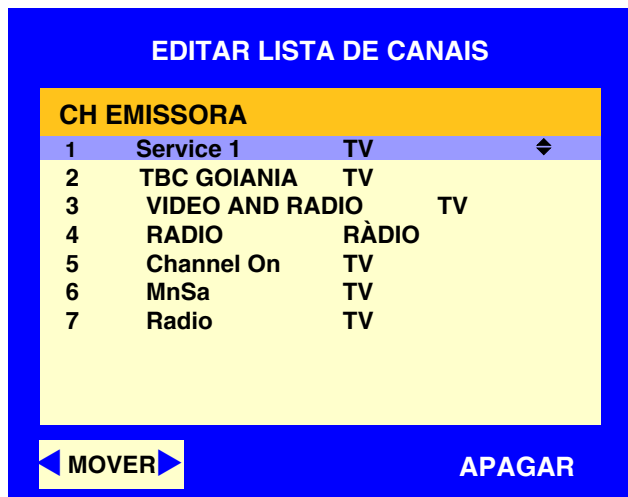 EDITAR LISTA DE CANAIS
CH EMISSORA
1 Service 1 TV
2 TBC GOIANIA TV
3 VIDEO AND RADIO TV
4 RADIO RÀDIO
5 Channel On TV
6 MnSa TV
7 Radio TV
MOVER APAGAR